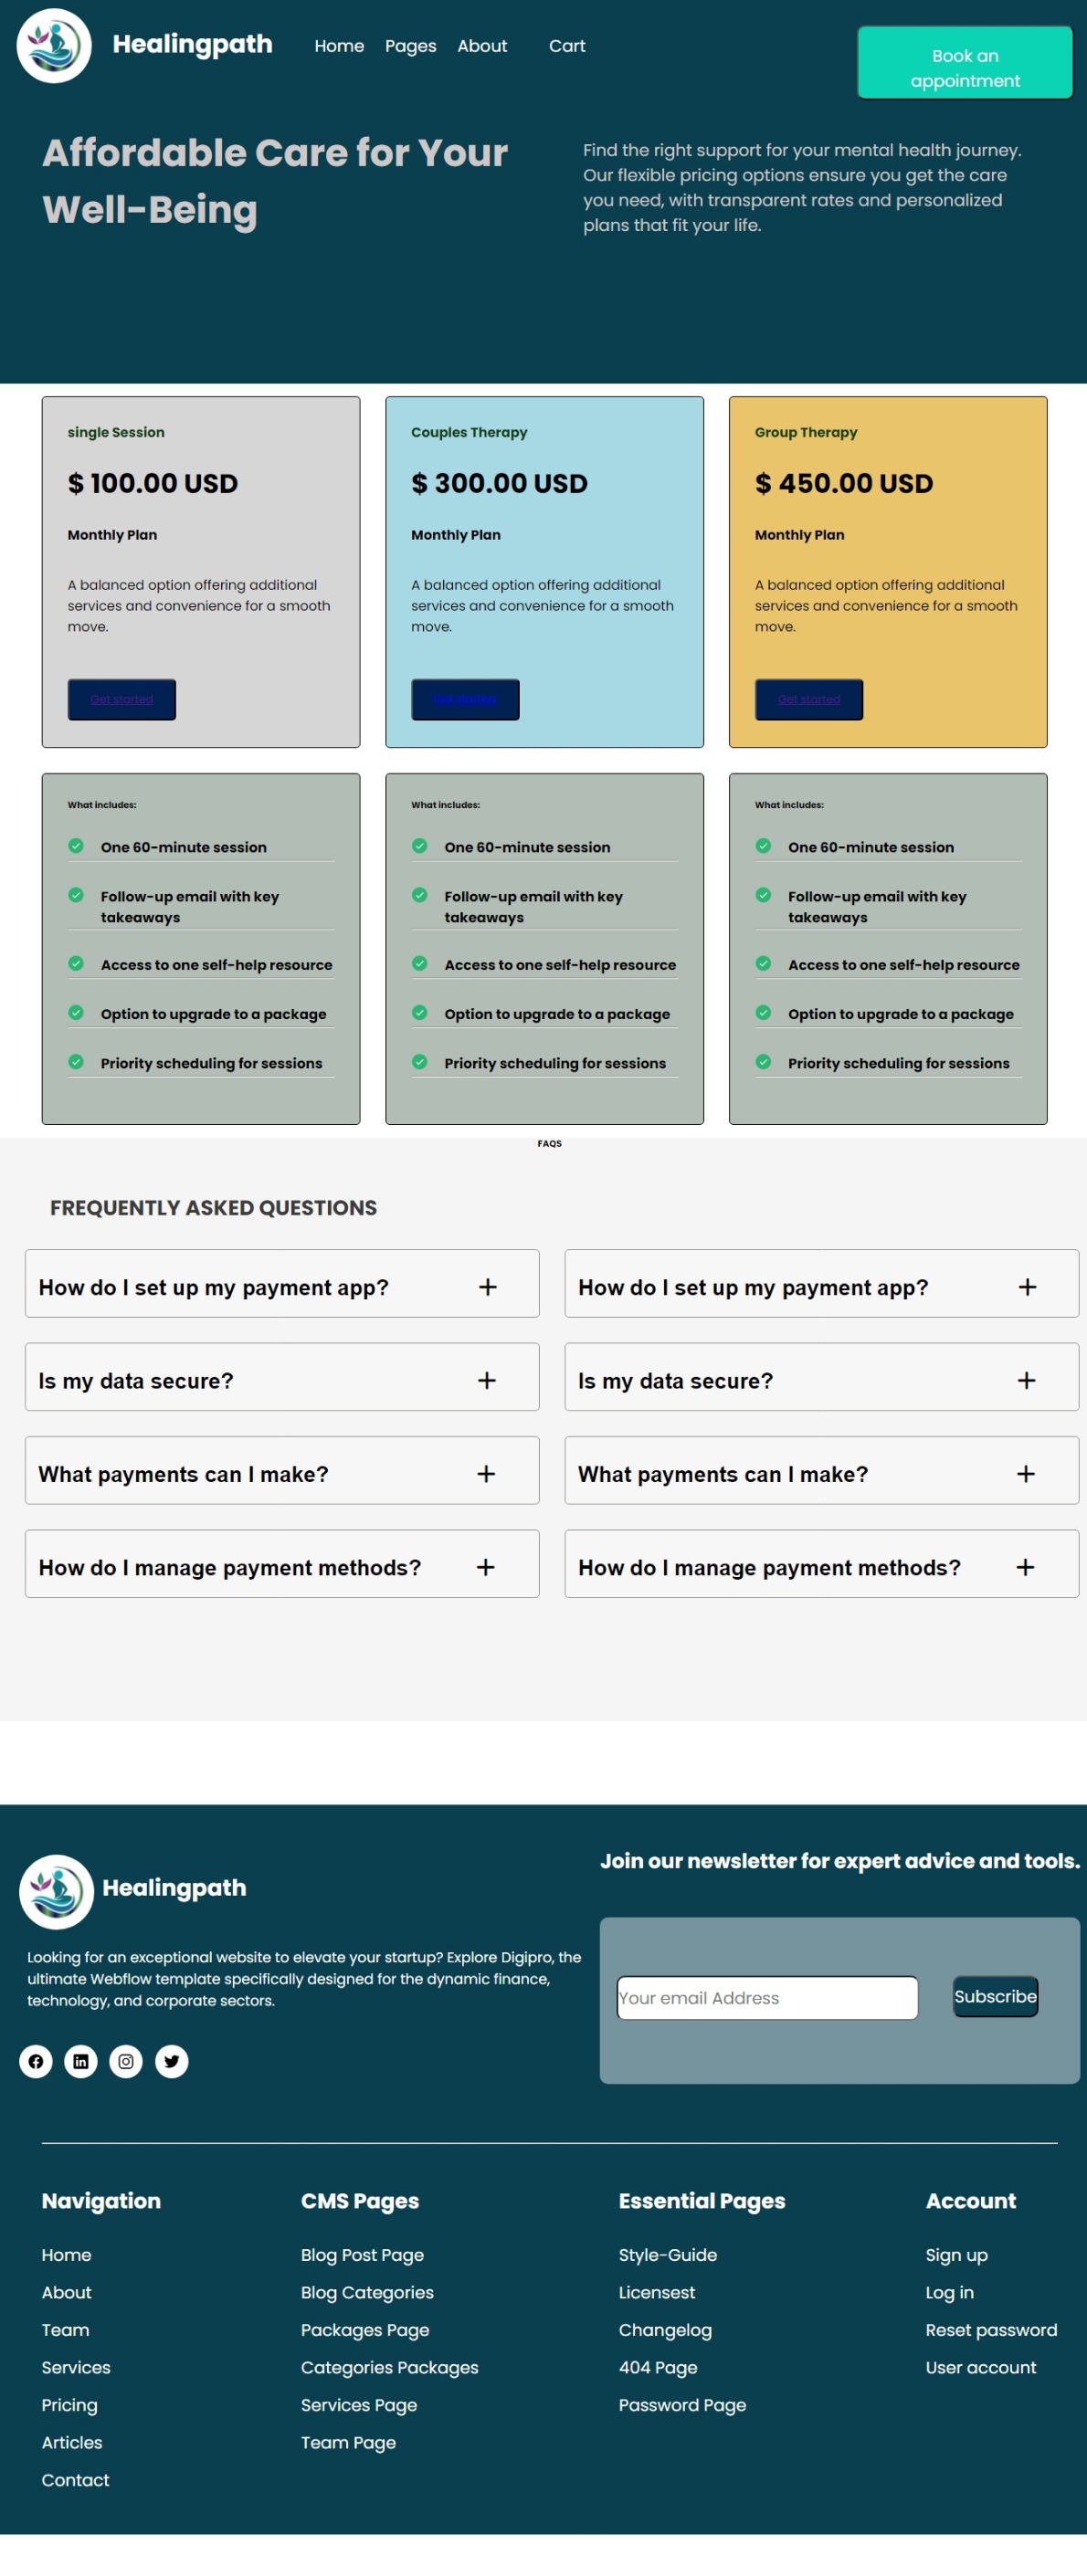 Healingpath
Home
Pages
About
Cart
Book an
appointment
Affordable Care for Your
Well-Being
Find the right support for your mental health journey.
Our flexible pricing options ensure you get the care
you need, with transparent rates and personalized
plans that fit your life.
single Session
$ 100.00 USD
Monthly Plan
A balanced option offering additional
services and convenience for a smooth
move.
Get started
Couples Therapy
$ 300.00 USD
Monthly Plan
A balanced option offering additional
services and convenience for a smooth
move.
Get started
Group Therapy
$ 450.00 USD
Monthly Plan
A balanced option offering additional
services and convenience for a smooth
move.
Get started
What includes:
One 60-minute session
Follow-up email with key
takeaways
Access to one self-help resource
Option to upgrade to a package
Priority scheduling for sessions
What includes:
One 60-minute session
Follow-up email with key
takeaways
Access to one self-help resource
Option to upgrade to a package
Priority scheduling for sessions
What includes:
One 60-minute session
Follow-up email with key
takeaways
Access to one self-help resource
Option to upgrade to a package
Priority scheduling for sessions
FAQS
FREQUENTLY ASKED QUESTIONS
How do I set up my payment app?
How do I set up my payment app?
Is my data secure?
Is my data secure?
What payments can I make?
What payments can I make?
How do I manage payment methods?
How do I manage payment methods?
Healingpath
Looking for an exceptional website to elevate your startup? Explore Digipro, the
ultimate Webflow template specifically designed for the dynamic finance,
technology, and corporate sectors.
Join our newsletter for expert advice and tools.
Your email Address
Subscribe
Navigation
Home
About
Team
Services
Pricing
Articles
Contact
CMS Pages
Blog Post Page
Blog Categories
Packages Page
Categories Packages
Services Page
Team Page
Essential Pages
Style-Guide
Licensest
Changelog
404 Page
Password Page
Account
Sign up
Log in
Reset password
User account